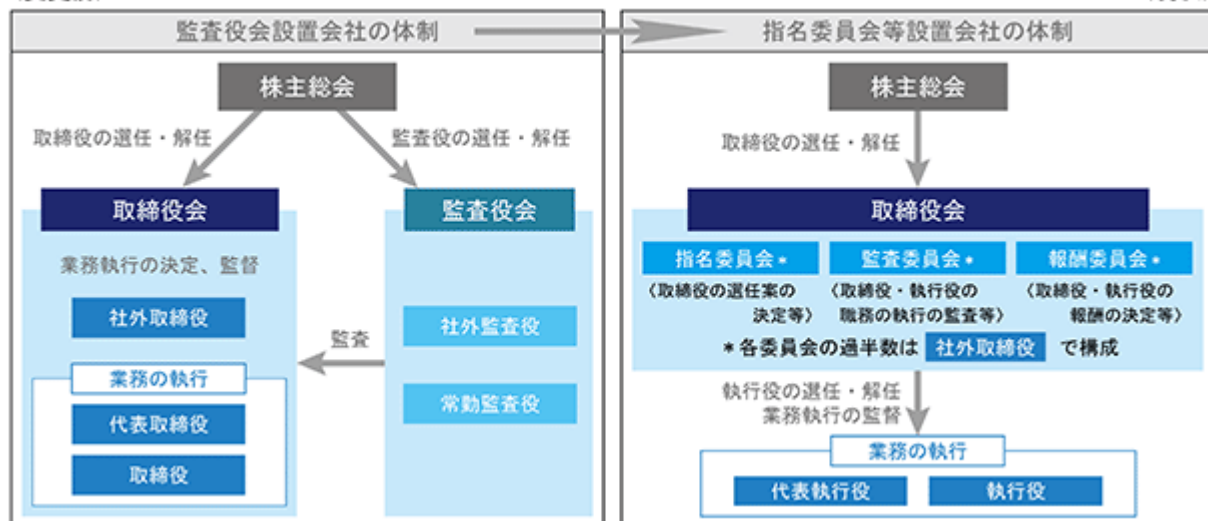 監査役会設置会社の体制
株主総会
取締役の選任・解任
監査役の選任・解任
取締役会
監査役会
業務執行の決定、監督
社外取締役
業務の執行
代表取締役
取締役
監査
社外監査役
常勤監査役
指名委員会等設置会社の体制
株主総会
取締役の選任・解任
取締役会
指名委員会*
監査委員会*
報酬委員会*
〈取締役の選任案の
決定等〉
〈取締役・執行役の
職務の執行の監査等〉
〈取締役・執行役の
報酬の決定等〉
*各委員会の過半数は 社外取締役 で構成
執行役の選任・解任
業務執行の監督
業務の執行
代表執行役
執行役